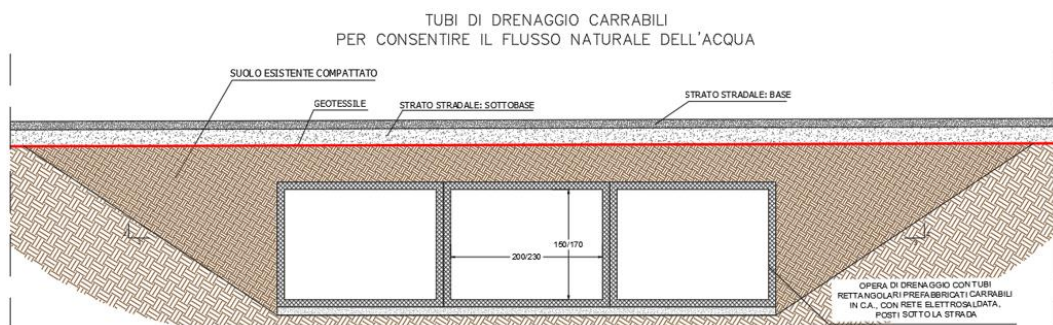 TUBI DI DRENAGGIO CARRABILI
PER CONSENTIRE IL FLUSSO NATURALE DELL'ACQUA
SUOLO ESISTENTE COMPATTATO
GEOTESSILE
STRATO STRADALE: SOTTOBASE
STRATO STRADALE: BASE
150/170
200/230
OPERA DI DRENAGGIO CON TUBI
RETTANGOLARI PREFABBRICATI CARRABILI
IN C.A., CON RETE ELETTROSALDATA,
POSTI SOTTO LA STRADA